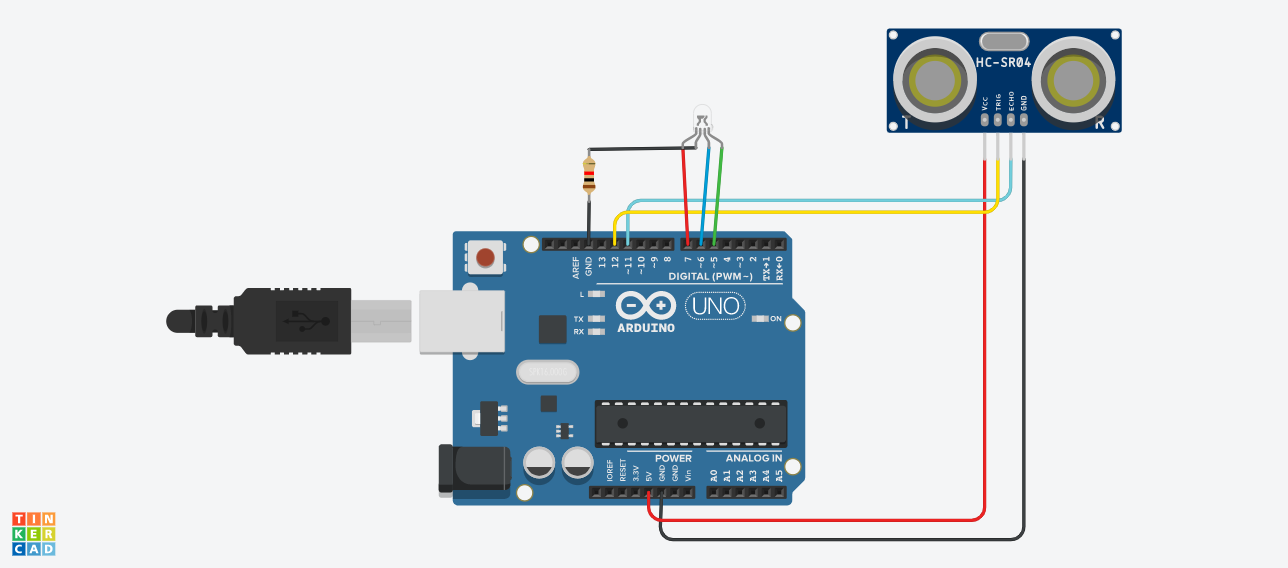 HC-SR04
VCC
TRIG
ECHO
GND
T
R
AREF
GND
13
12
~11
~10
~9
8
7
~6
~5
4
~3
2
TX→1
RX←0
DIGITAL (PWM~)
L
TX
RX
ARDUINO
UNO
ON
POWER
ANALOG IN
IOREF
RESET
3.3V
5V
GND
GND
Vin
A0
A1
A2
A3
A4
A5
TIN
KER
CAD